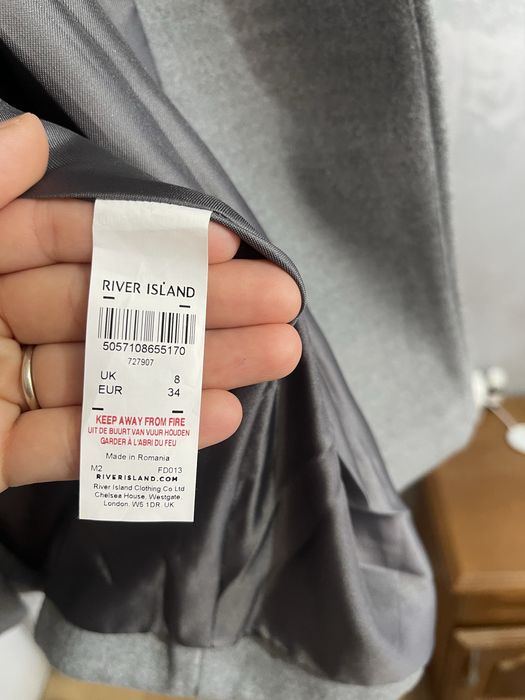 RIVER ISLAND
5057108655170
727907
UK 8
EUR 34
KEEP AWAY FROM FIRE
UIT DE BUURT VAN VUUR HOUDEN
GARDER À L'ABRI DU FEU
Made in Romania
M2 FD013
RIVERISLAND.COM
River Island Clothing Co Ltd
Chelsea House, Westgate,
London. W5 1DR. UK